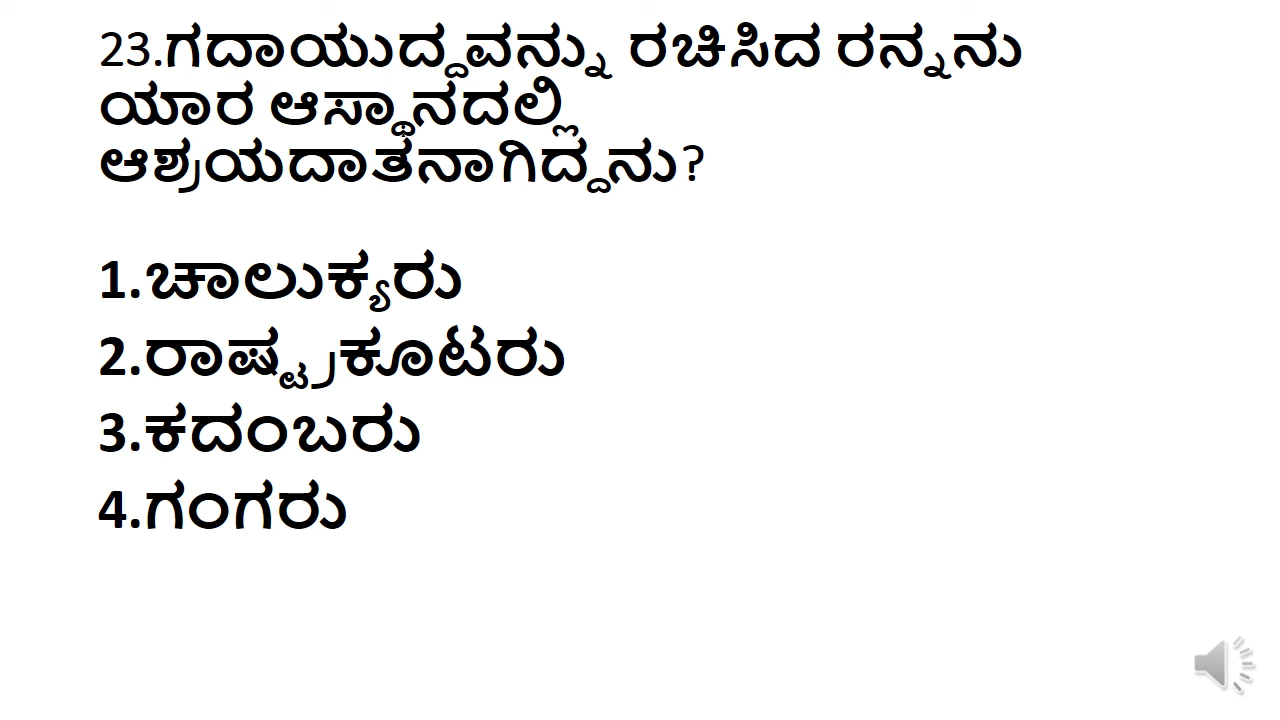 23.ಗದಾಯುದ್ದವನ್ನು ರಚಿಸಿದ ರನ್ನನು
ಯಾರ ಆಸ್ಥಾನದಲ್ಲಿ
ಆಶ್ರಯದಾತನಾಗಿದ್ದನು?
1.ಚಾಲುಕ್ಯರು
2.ರಾಷ್ಟ್ರಕೂಟರು
3.ಕದಂಬರು
4.ಗಂಗರು